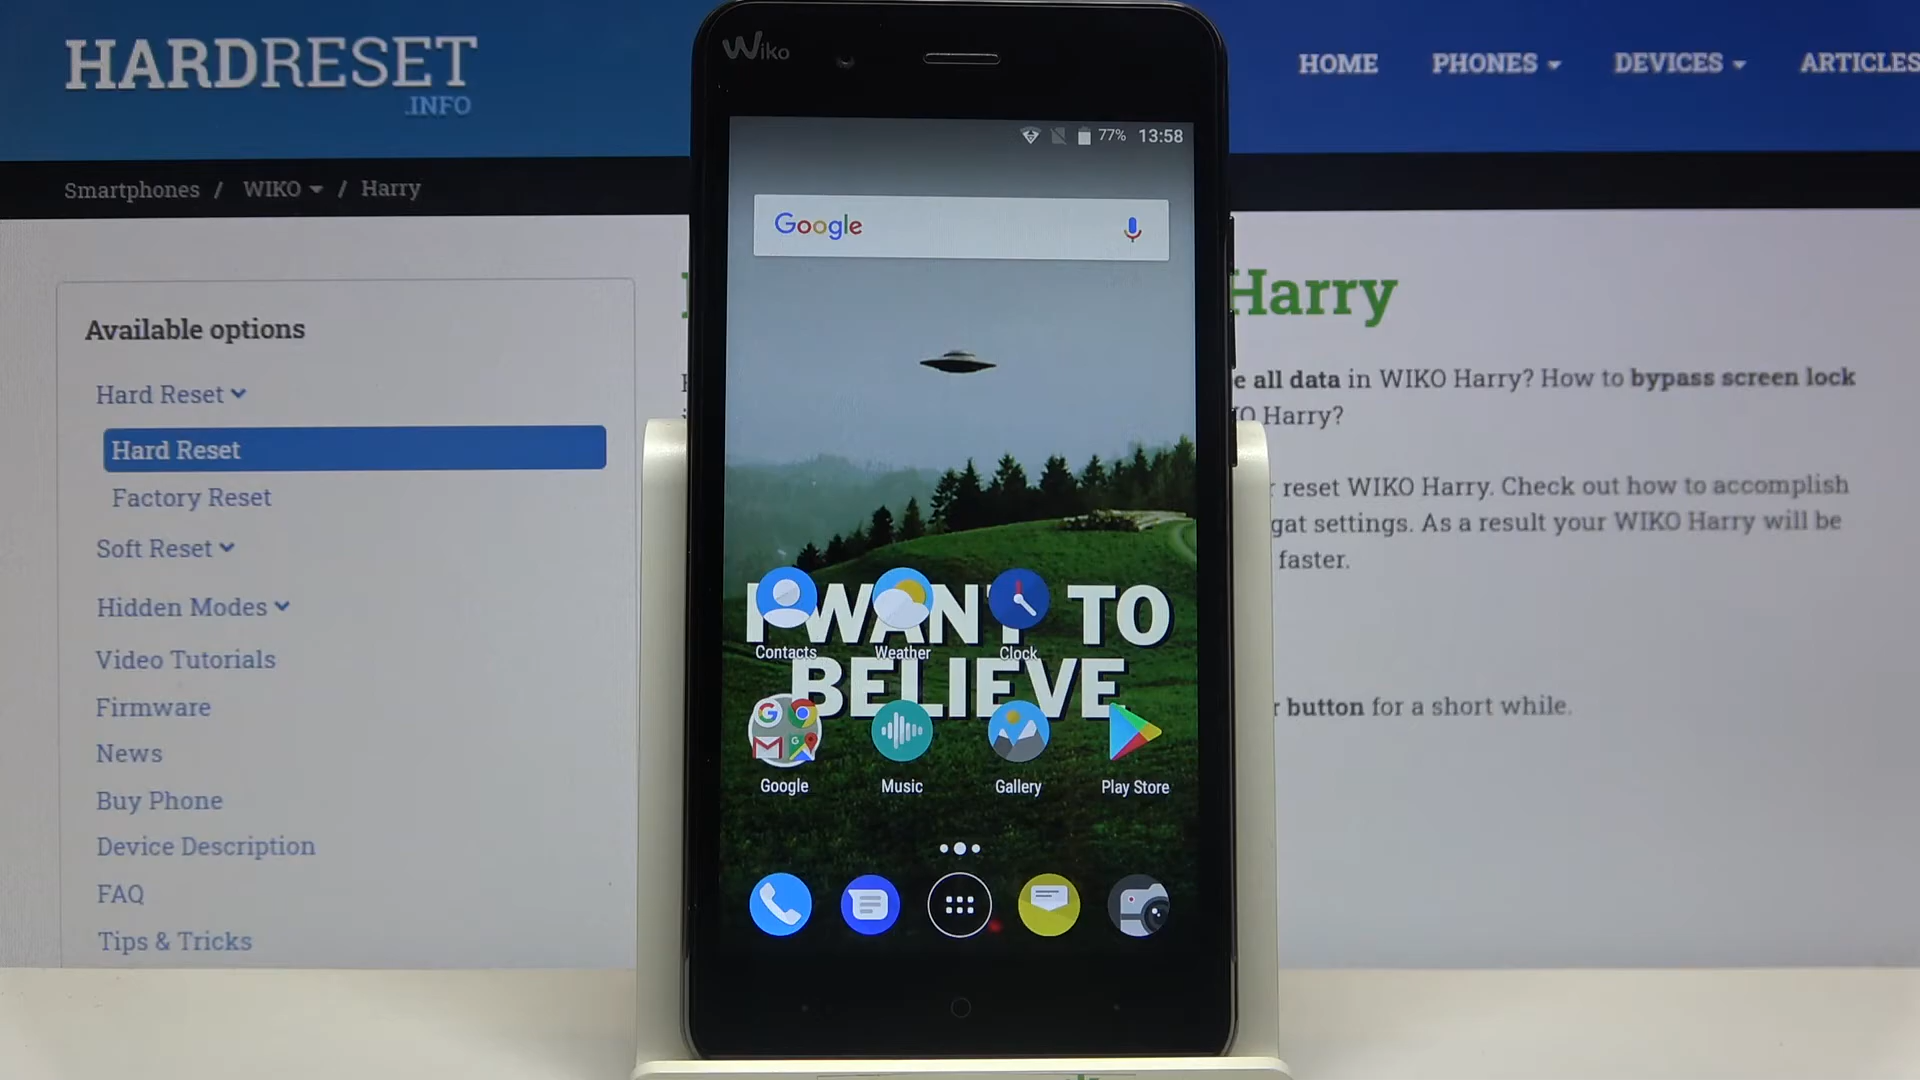 HARDRESET
.INFO
HOME
PHONES
DEVICES
ARTICLES
Smartphones / WIKO / Harry
Available options
Hard Reset
Hard Reset
Factory Reset
Soft Reset
Hidden Modes
Video Tutorials
Firmware
News
Buy Phone
Device Description
FAQ
Tips & Tricks
Wiko
77% 13:58
Google
I WANT TO
BELIEVE
Contacts
Weather
Clock
Google
Music
Gallery
Play Store
Harry
all data in WIKO Harry? How to bypass screen lock
Harry?
reset WIKO Harry. Check out how to accomplish
settings. As a result your WIKO Harry will be
faster.
button for a short while.